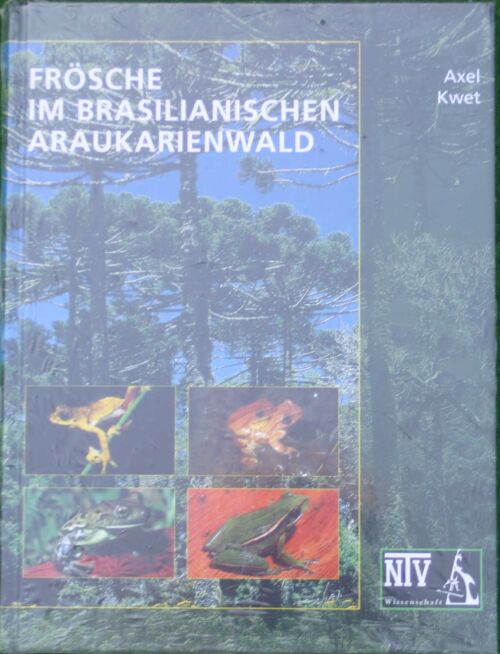 FRÖSCHE
IM BRASILIANISCHEN
ARAUKARIENWALD
Axel
Kwet
NTV
Wissenschaft